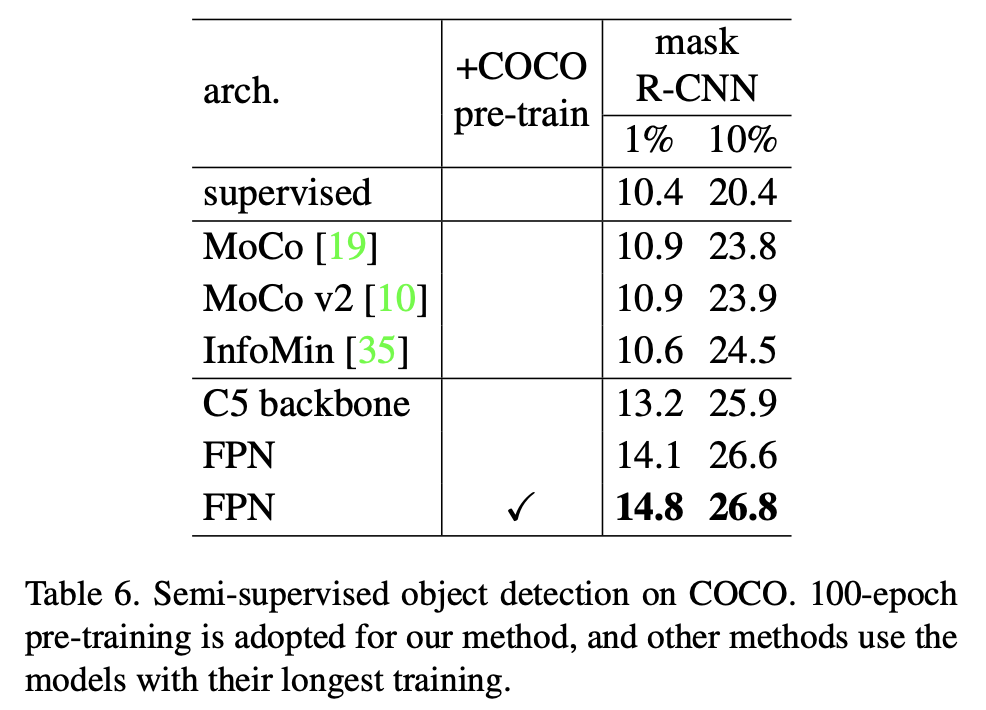 arch. +COCO pre-train mask R-CNN
1% 10%
supervised 10.4 20.4
MoCo [19] 10.9 23.8
MoCo v2 [10] 10.9 23.9
InfoMin [35] 10.6 24.5
C5 backbone 13.2 25.9
FPN 14.1 26.6
FPN ✓ 14.8 26.8
Table 6. Semi-supervised object detection on COCO. 100-epoch
pre-training is adopted for our method, and other methods use the
models with their longest training.